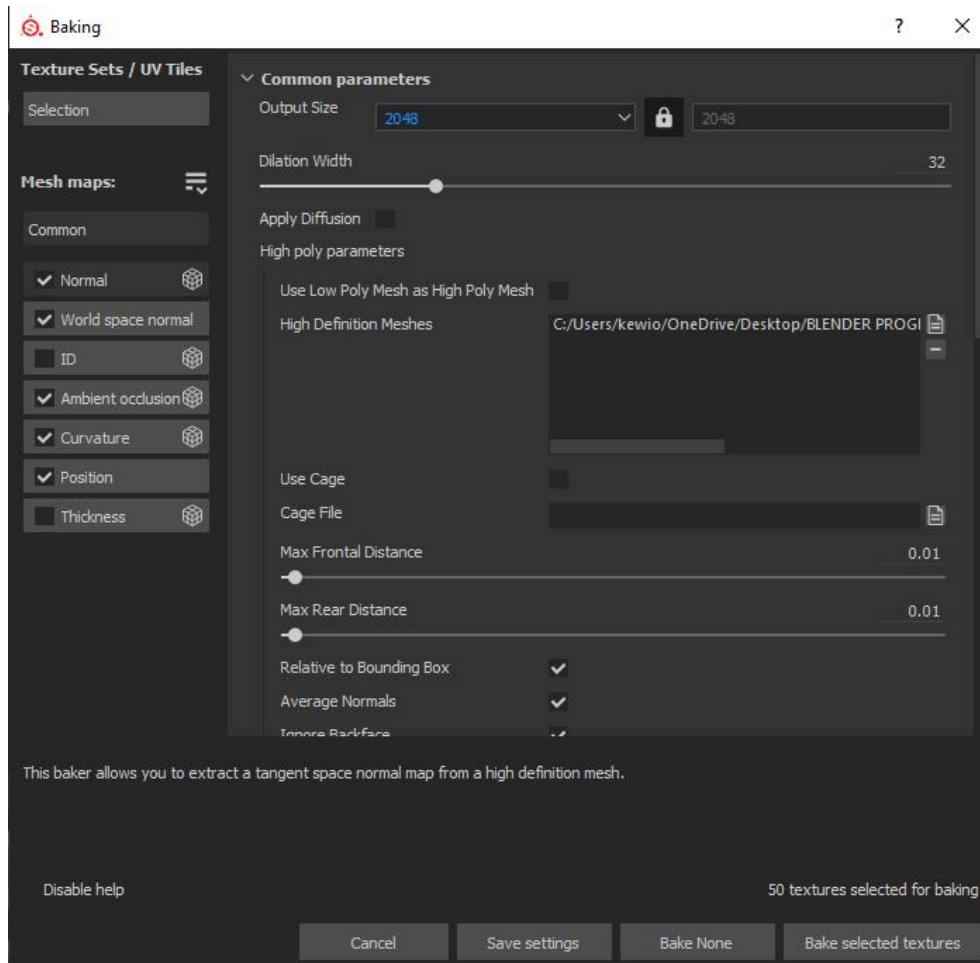 Baking
?
Texture Sets / UV Tiles
Selection
Mesh maps:
Common
Normal
World space normal
ID
Ambient occlusion
Curvature
Position
Thickness
Common parameters
Output Size 2048 2048
Dilation Width 32
Apply Diffusion
High poly parameters
Use Low Poly Mesh as High Poly Mesh
High Definition Meshes C:/Users/kewio/OneDrive/Desktop/BLENDER PROG
Use Cage
Cage File
Max Frontal Distance 0.01
Max Rear Distance 0.01
Relative to Bounding Box
Average Normals
Ignore Backface
This baker allows you to extract a tangent space normal map from a high definition mesh.
Disable help 50 textures selected for baking
Cancel Save settings Bake None Bake selected textures